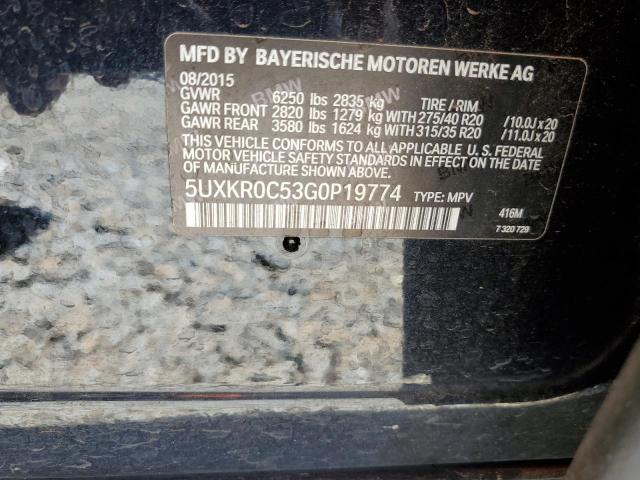 MFD BY BAYERISCHE MOTOREN WERKE AG
08/2015
GVWR 6250 lbs 2835 kg TIRE / RIM
GAWR FRONT 2820 lbs 1279 kg WITH 275/40 R20 /10.0J x 20
GAWR REAR 3580 lbs 1624 kg WITH 315/35 R20 /11.0J x 20
THIS VEHICLE CONFORMS TO ALL APPLICABLE U. S. FEDERAL
MOTOR VEHICLE SAFETY STANDARDS IN EFFECT ON THE
DATE OF MANUFACTURE SHOWN ABOVE.
5UXKR0C53G0P19774 TYPE: MPV
416M
7 320 729